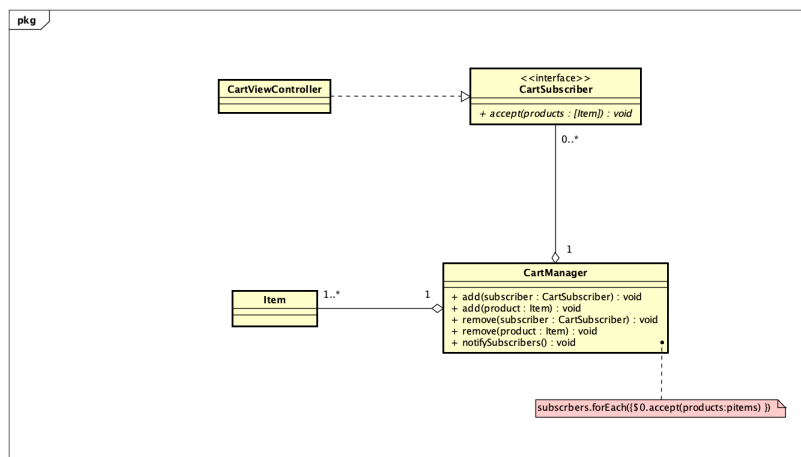 pkg
<<interface>>
CartSubscriber
+ accept(products : [Item]) : void
CartViewController
0..*
1
CartManager
+ add(subscriber : CartSubscriber) : void
+ add(product : Item) : void
+ remove(subscriber : CartSubscriber) : void
+ remove(product : Item) : void
+ notifySubscribers() : void
Item
1..*
1
subscrbers.forEach({$0.accept(products:pitems) })